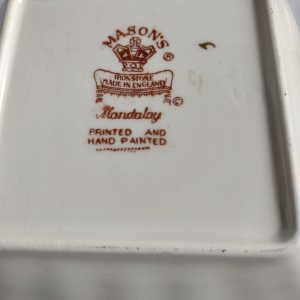 MASON'S ®
IRONSTONE
MADE IN ENGLAND
©
Mandalay
PRINTED AND
HAND PAINTED